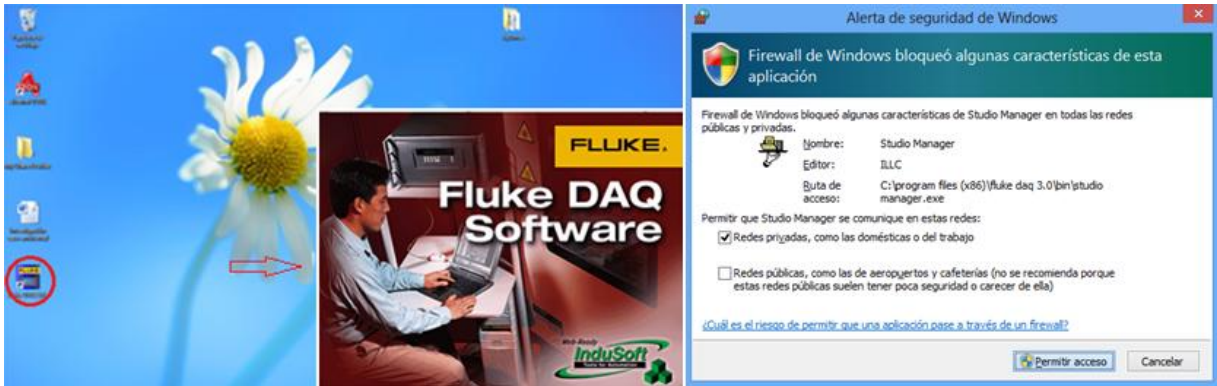 FLUKE®
Fluke DAQ
Software
Web-Ready
InduSoft
Tools for Automation
Alerta de seguridad de Windows
Firewall de Windows bloqueó algunas características de esta
aplicación
Firewall de Windows bloqueó algunas características de Studio Manager en todas las redes
públicas y privadas.
Nombre: Studio Manager
Editor: ILLC
Ruta de C:\program files (x86)\fluke daq 3.0\bin\studio
acceso: manager.exe
Permitir que Studio Manager se comunique en estas redes:
Redes privadas, como las domésticas o del trabajo
Redes públicas, como las de aeropuertos y cafeterías (no se recomienda porque
estas redes públicas suelen tener poca seguridad o carecer de ella)
¿Cuál es el riesgo de permitir que una aplicación pase a través de un firewall?
Permitir acceso Cancelar